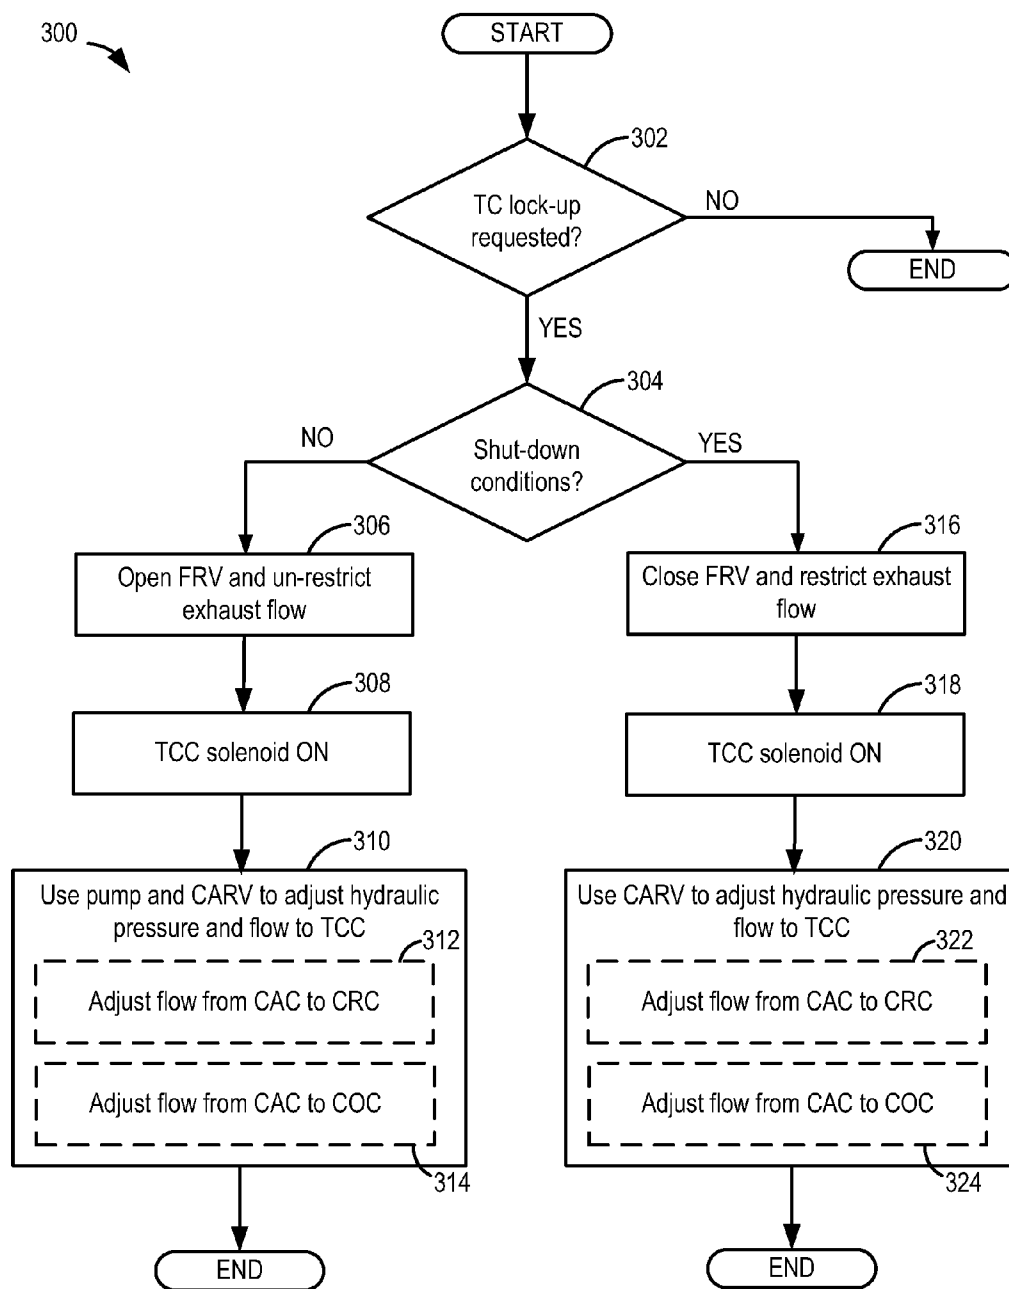 300
START
302
TC lock-up
requested?
NO
END
YES
304
Shut-down
conditions?
NO
YES
306
Open FRV and un-restrict
exhaust flow
316
Close FRV and restrict exhaust
flow
308
TCC solenoid ON
318
TCC solenoid ON
310
Use pump and CARV to adjust hydraulic
pressure and flow to TCC
312
Adjust flow from CAC to CRC
Adjust flow from CAC to COC
314
END
320
Use CARV to adjust hydraulic pressure and
flow to TCC
322
Adjust flow from CAC to CRC
Adjust flow from CAC to COC
324
END